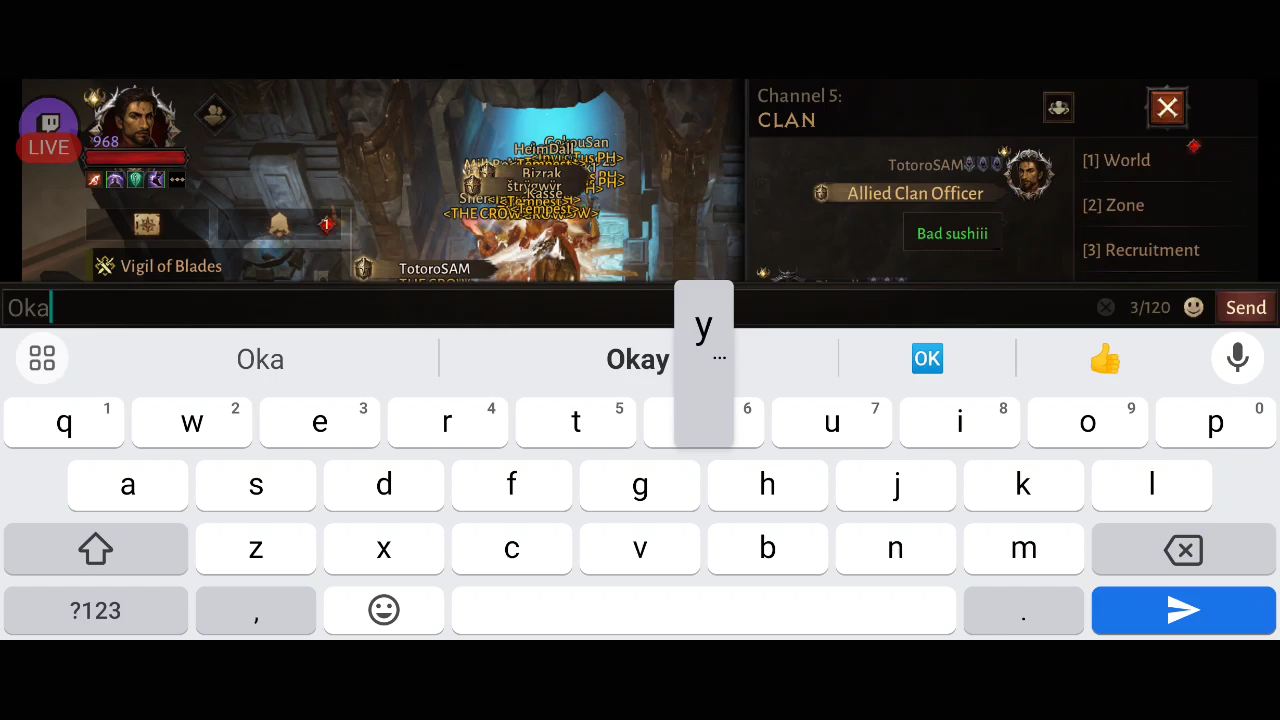 LIVE
968
Vigil of Blades
HeimDall
Bizrak
štrÿgwÿr
Kasse
TotoroSAM
Channel 5:
CLAN
TotoroSAM
Allied Clan Officer
Bad sushiii
[1] World
[2] Zone
[3] Recruitment
Oka
3/120
Send
Oka
Okay
OK
y
...
q 1 w 2 e 3 r 4 t 5 6 u 7 i 8 o 9 p 0
a s d f g h j k l
z x c v b n m
?123 , .